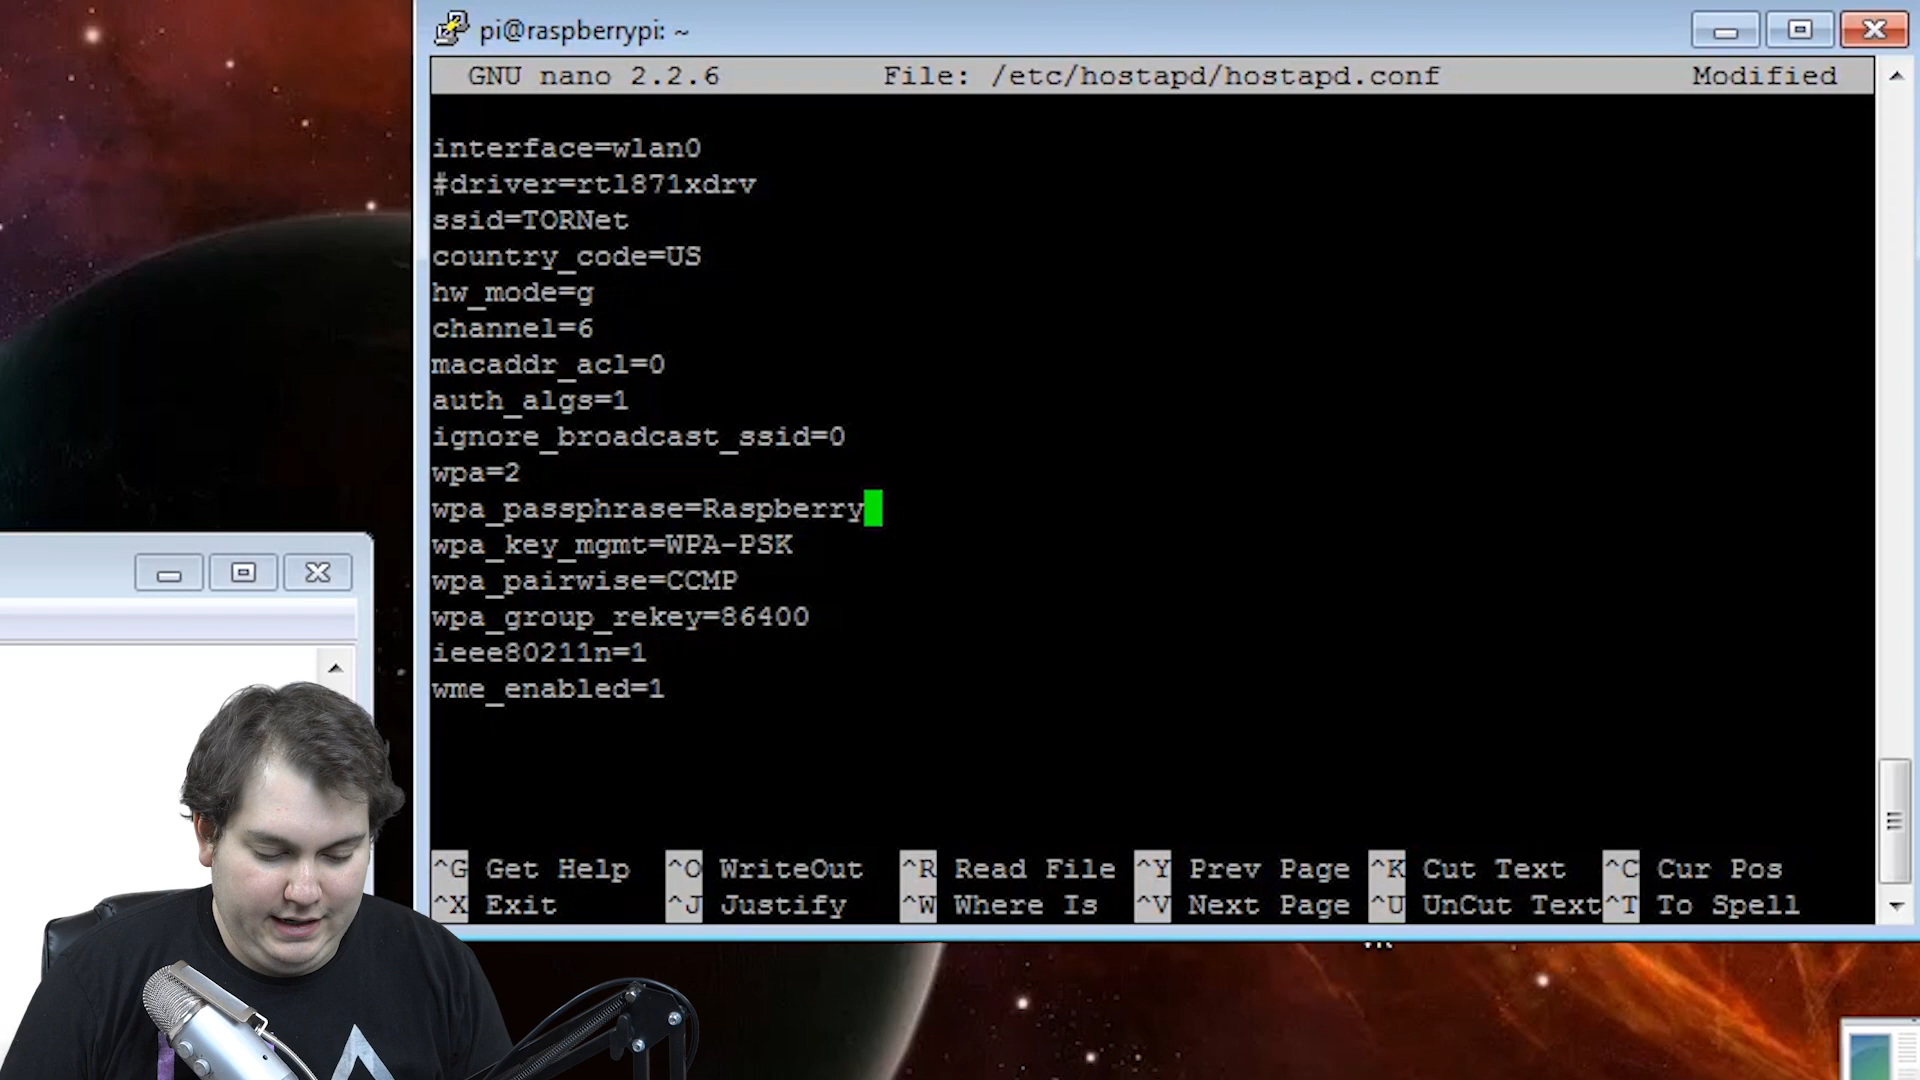 pi@raspberrypi: ~
GNU nano 2.2.6 File: /etc/hostapd/hostapd.conf Modified
interface=wlan0
#driver=rtl871xdrv
ssid=TORNet
country_code=US
hw_mode=g
channel=6
macaddr_acl=0
auth_algs=1
ignore_broadcast_ssid=0
wpa=2
wpa_passphrase=Raspberry
wpa_key_mgmt=WPA-PSK
wpa_pairwise=CCMP
wpa_group_rekey=86400
ieee80211n=1
wme_enabled=1
^G Get Help ^O WriteOut ^R Read File ^Y Prev Page ^K Cut Text ^C Cur Pos
^X Exit ^J Justify ^W Where Is ^V Next Page ^U UnCut Text ^T To Spell